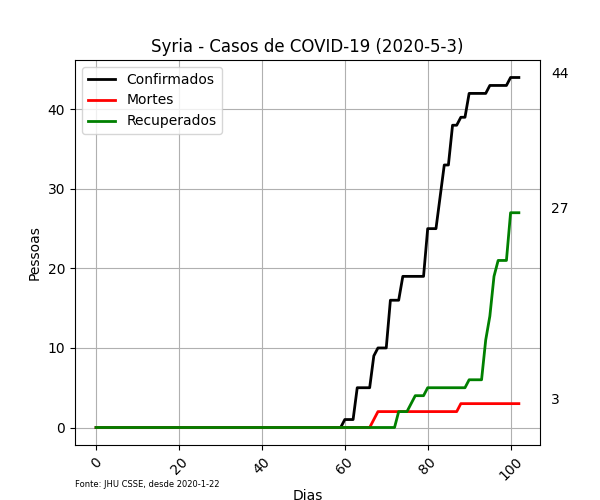 Syria - Casos de COVID-19 (2020-5-3)
Confirmados
Mortes
Recuperados
44
27
3
Pessoas
40
30
20
10
0
0
20
40
60
80
100
Fonte: JHU CSSE, desde 2020-1-22
Dias